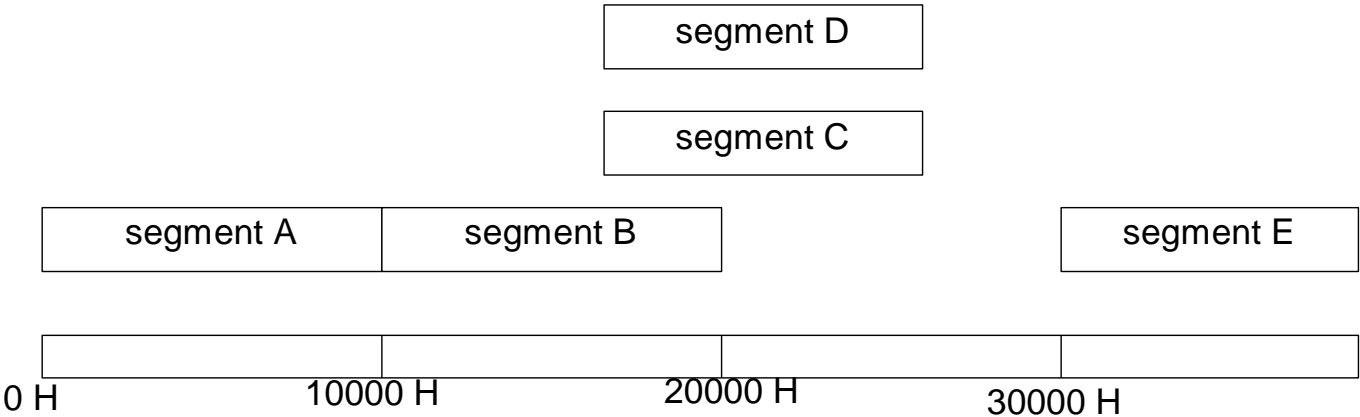 segment D
segment C
segment A segment B segment E
0 H 10000 H 20000 H 30000 H